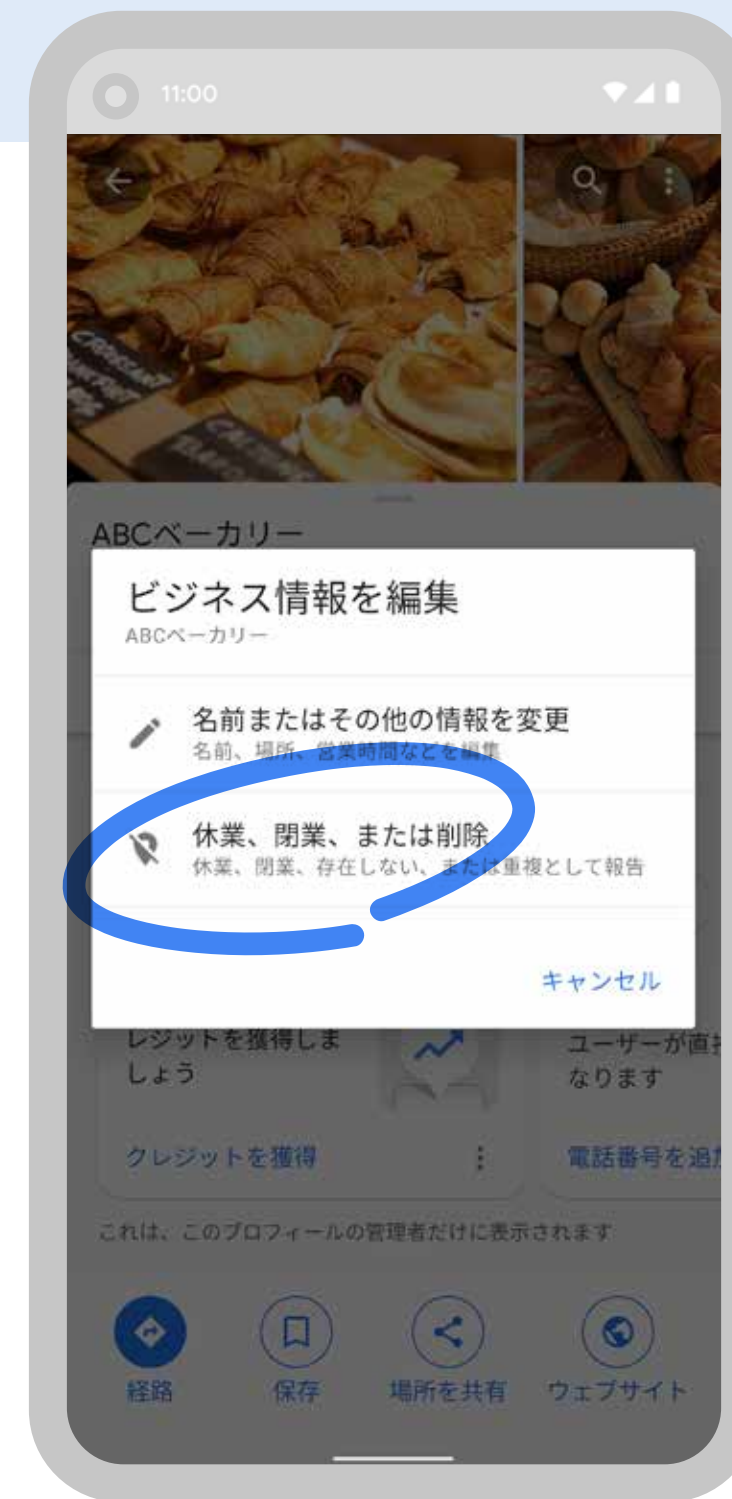 11:00
CROISSANT
ABCベーカリー
ビジネス情報を編集
ABCベーカリー
名前またはその他の情報を変更
名前、場所、営業時間などを編集
休業、閉業、または削除
休業、閉業、存在しない、または重複として報告
キャンセル
レジットを獲得しま
しょう
ユーザーが直接
なります
クレジットを獲得
電話番号を追加
これは、このプロフィールの管理者だけに表示されます
経路
保存
場所を共有
ウェブサイト